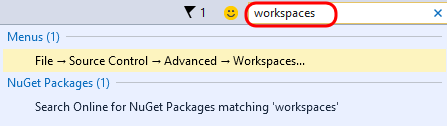 1 workspaces ×
Menus (1)
File → Source Control → Advanced → Workspaces...
NuGet Packages (1)
Search Online for NuGet Packages matching 'workspaces'